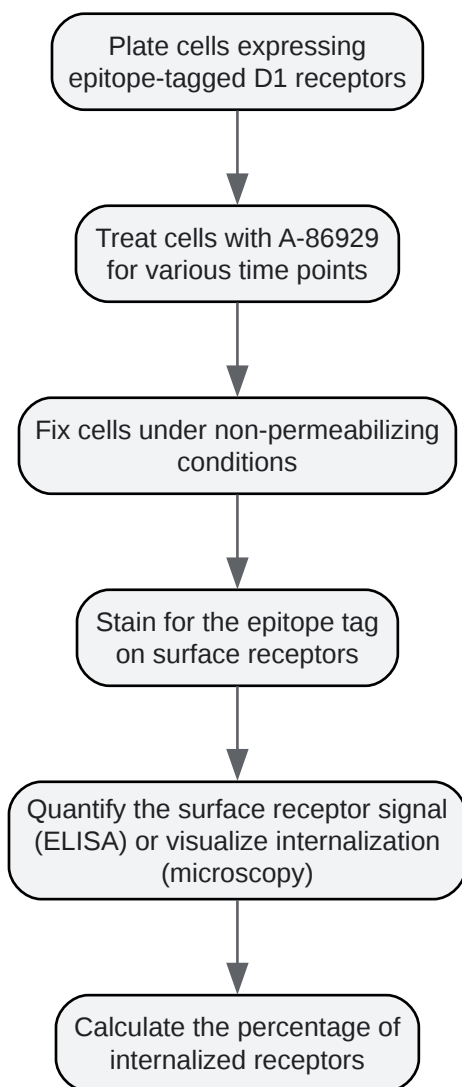 Plate cells expressing
epitope-tagged D1 receptors
Treat cells with A-86929
for various time points
Fix cells under non-permeabilizing
conditions
Stain for the epitope tag
on surface receptors
Quantify the surface receptor signal
(ELISA) or visualize internalization
(microscopy)
Calculate the percentage of
internalized receptors